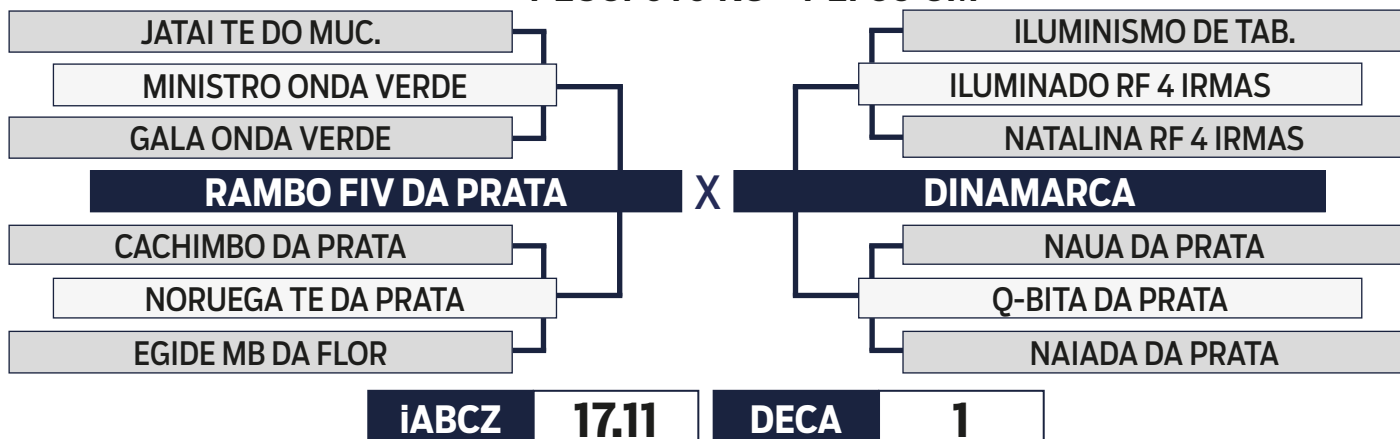 JATAI TE DO MUC.
MINISTRO ONDA VERDE
GALA ONDA VERDE
RAMBO FIV DA PRATA
CACHIMBO DA PRATA
NORUEGA TE DA PRATA
EGIDE MB DA FLOR
X
ILUMINISMO DE TAB.
ILUMINADO RF 4 IRMAS
NATALINA RF 4 IRMAS
DINAMARCA
NAUA DA PRATA
Q-BITA DA PRATA
NAIADA DA PRATA
iABCZ 17.11 DECA 1